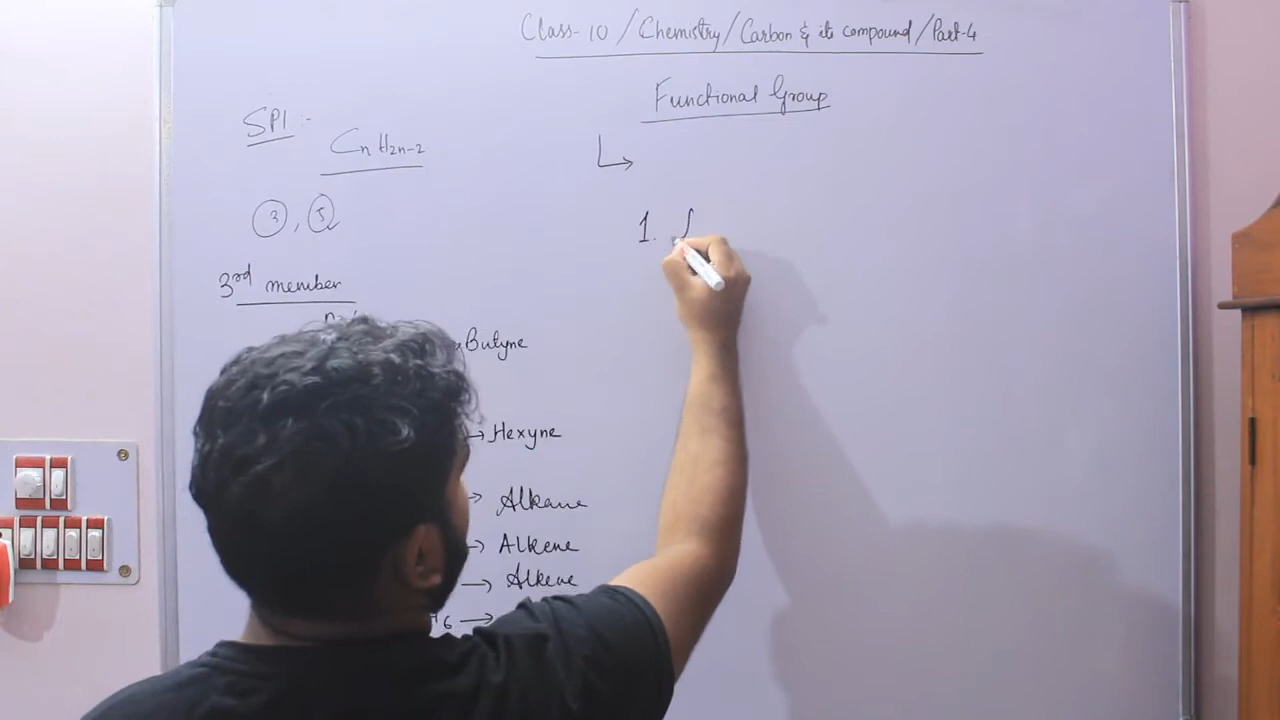 Class-10 / Chemistry / Carbon & its compound / Part-4
Functional Group
SPI :-
CnH2n-2
3, 5
3rd member
Butyne
→ Hexyne
→ Alkane
→ Alkene
→ Alkene
6 →
1.